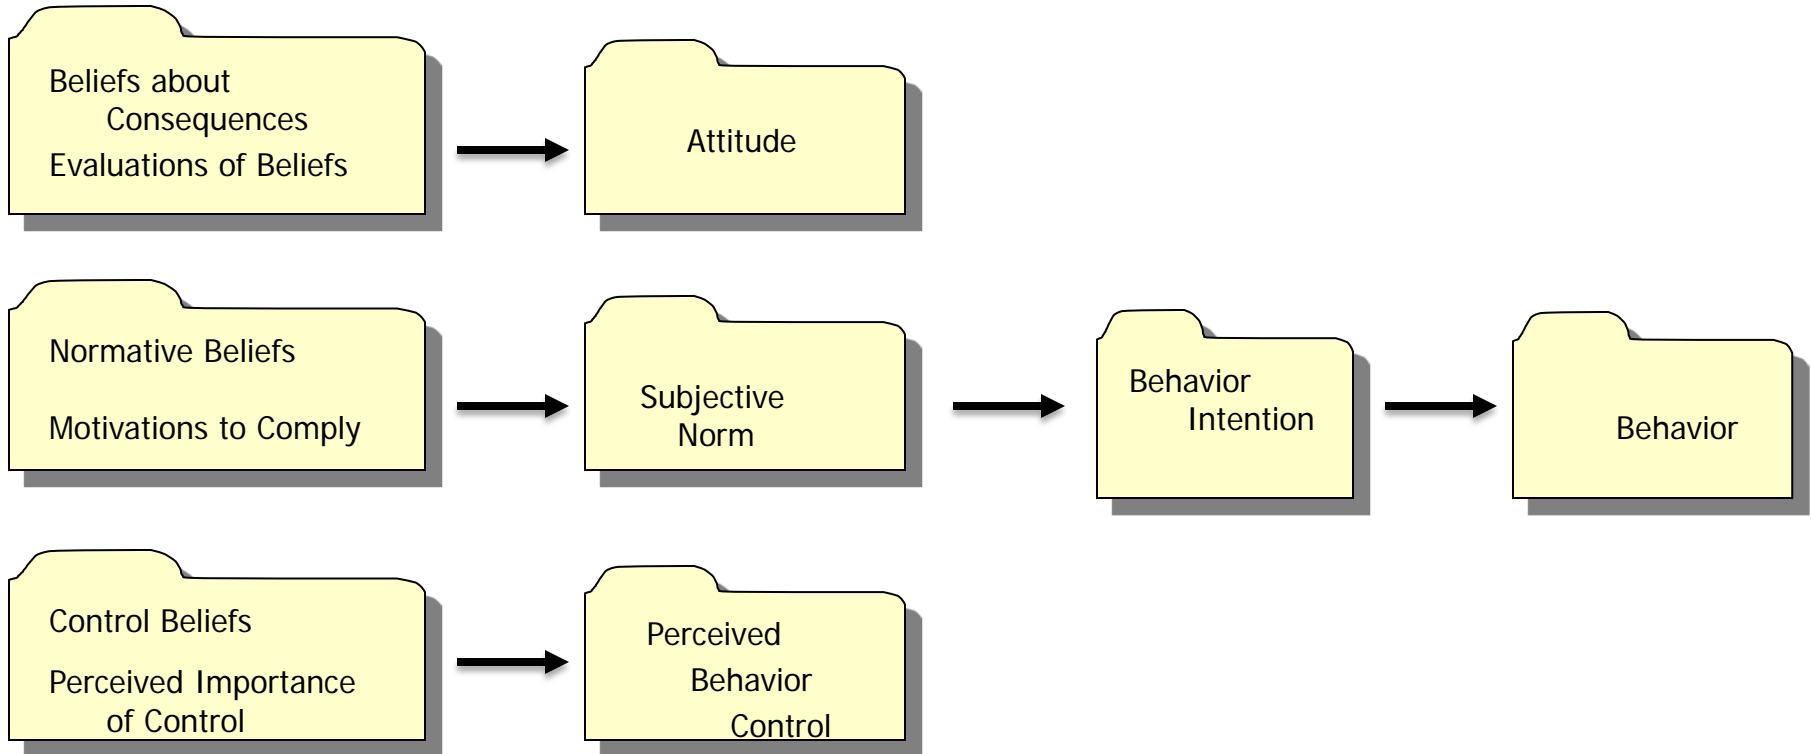 Beliefs about
Consequences
Evaluations of Beliefs
Attitude
Normative Beliefs
Motivations to Comply
Subjective
Norm
Behavior
Intention
Behavior
Control Beliefs
Perceived Importance
of Control
Perceived
Behavior
Control